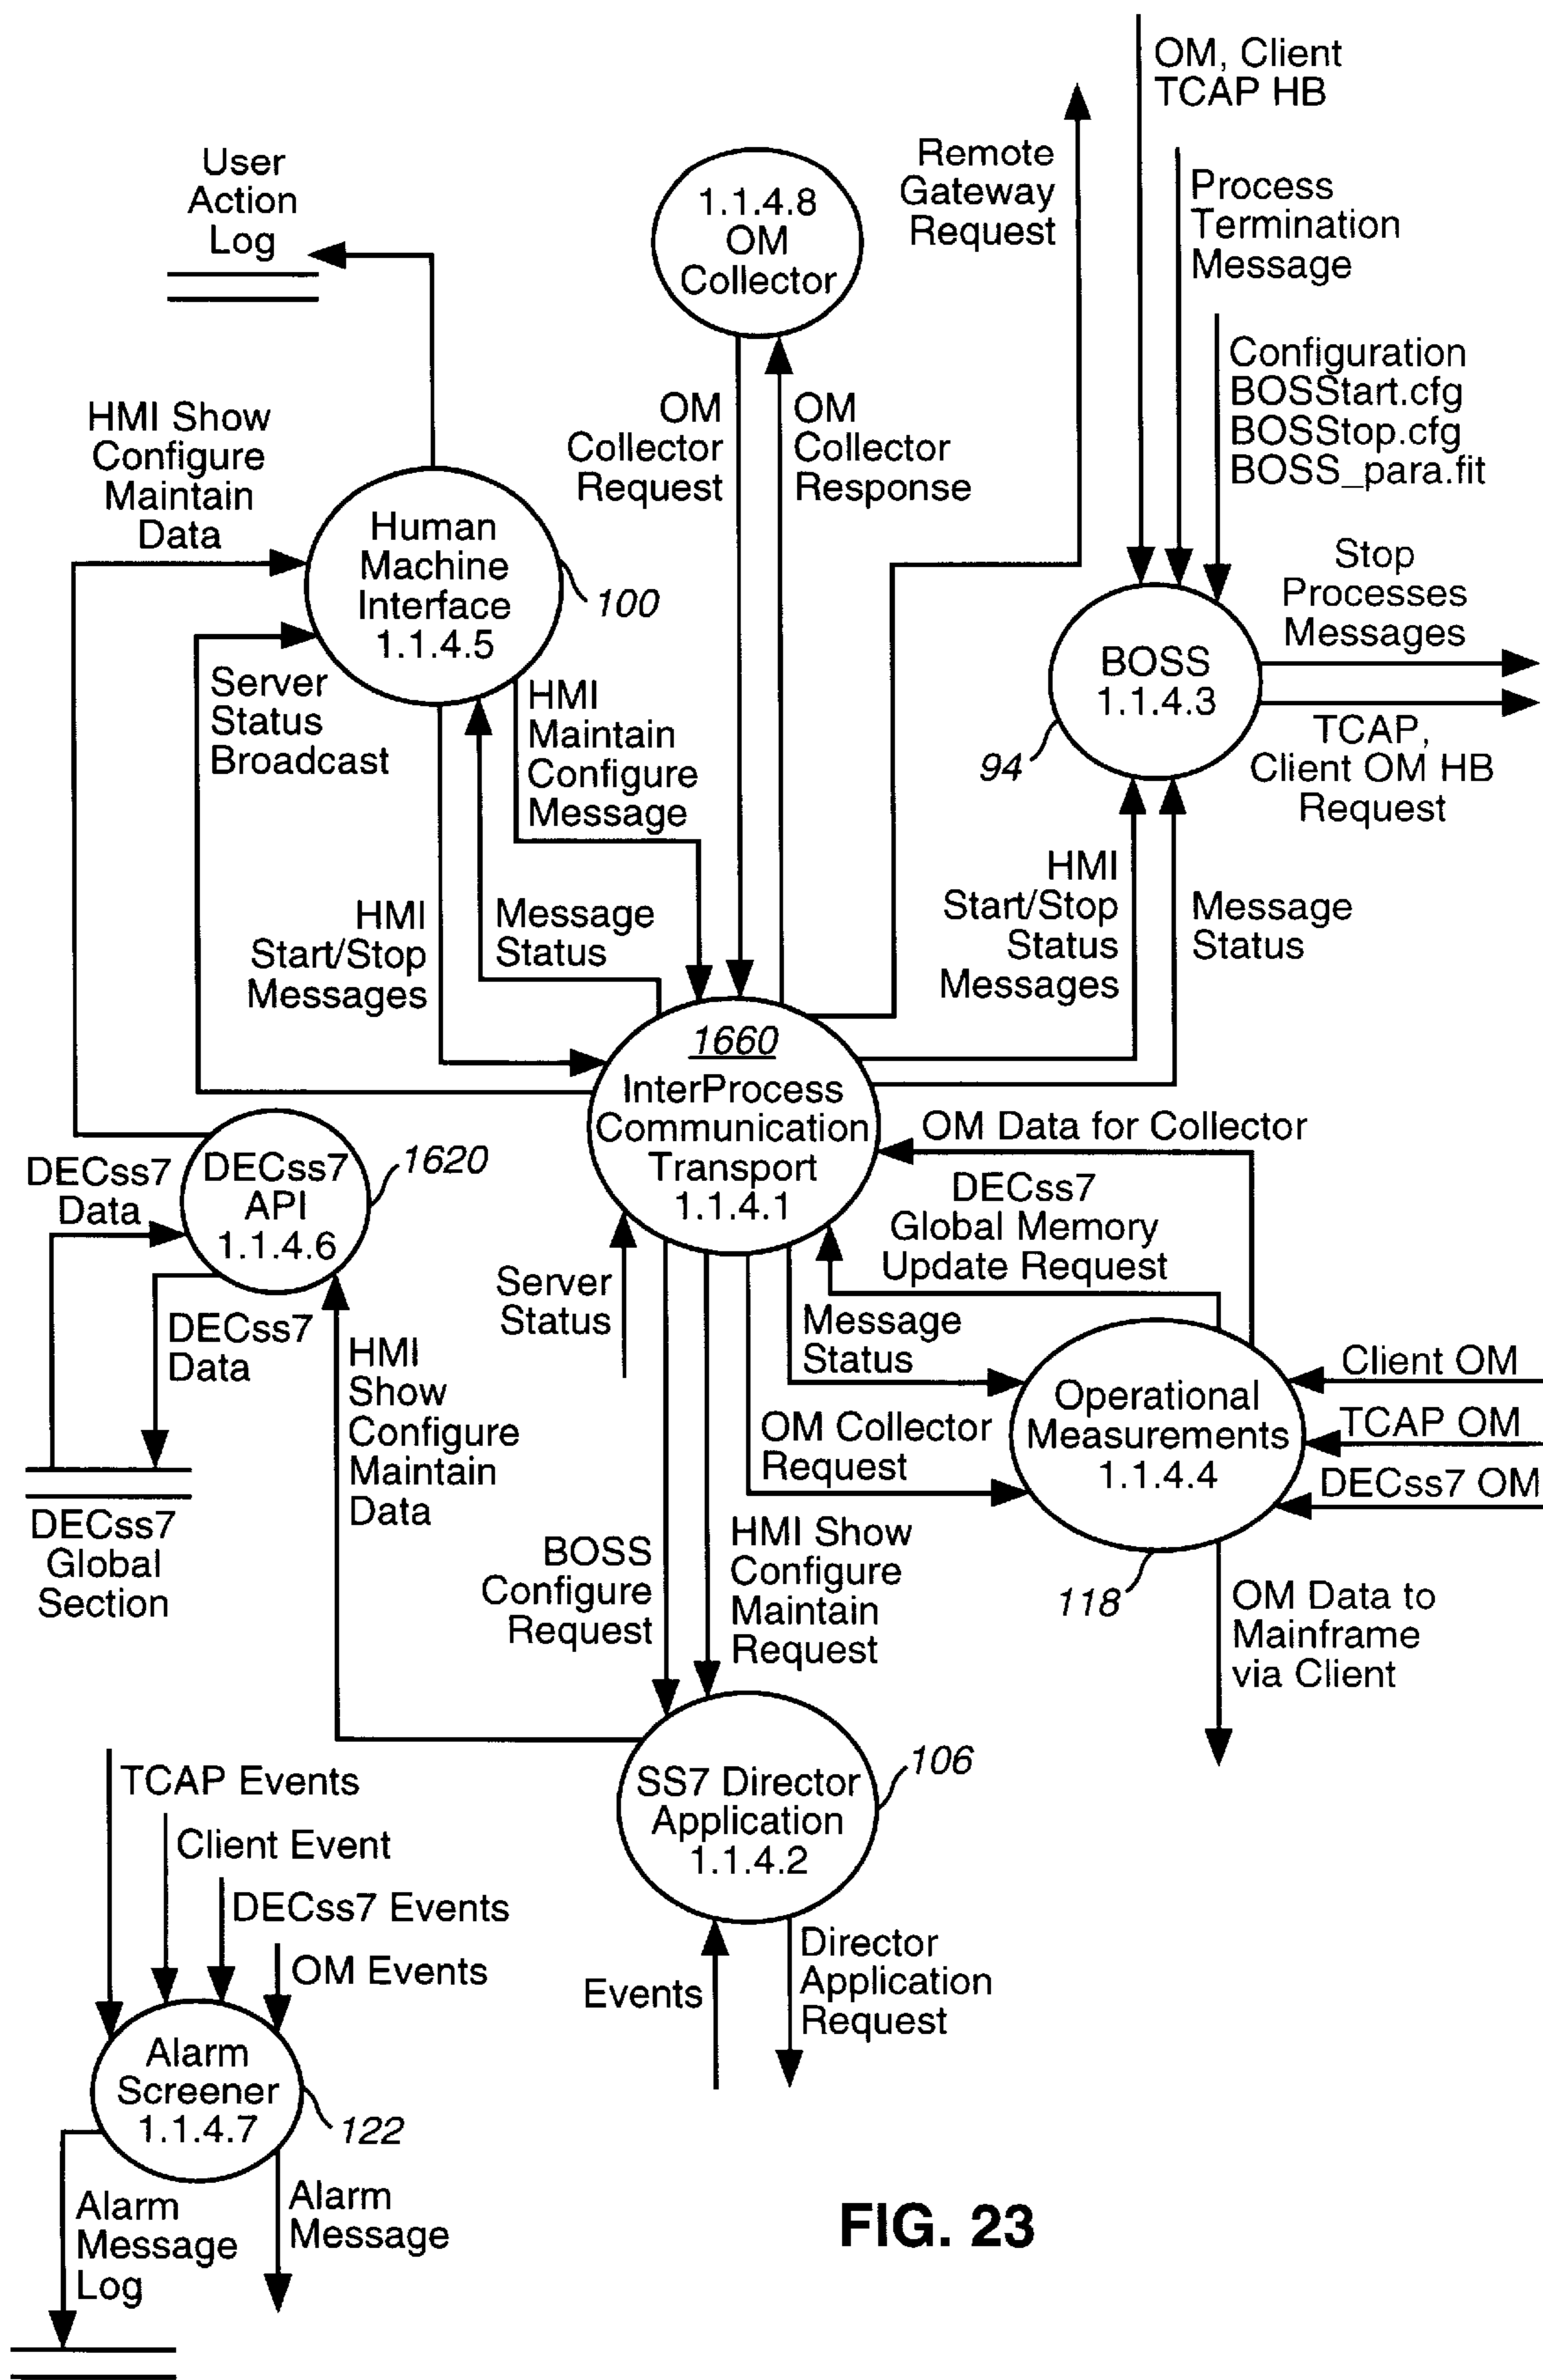 OM, Client
TCAP HB
Remote
Gateway
Request
Process
Termination
Message
User
Action
Log
1.1.4.8
OM
Collector
Configuration
BOSStart.cfg
BOSStop.cfg
BOSS_para.fit
HMI Show
Configure
Maintain
Data
OM
Collector
Request
OM
Collector
Response
Human
Machine
Interface
1.1.4.5
100
Stop
Processes
Messages
BOSS
1.1.4.3
94
TCAP,
Client OM HB
Request
Server
Status
Broadcast
HMI
Maintain
Configure
Message
HMI
Start/Stop
Messages
Message
Status
HMI
Start/Stop
Status
Messages
Message
Status
1660
InterProcess
Communication
Transport
1.1.4.1
OM Data for Collector
DECss7
Global Memory
Update Request
DECss7
Data
DECss7
API
1.1.4.6
1620
DECss7
Data
Server
Status
Message
Status
HMI
Show
Configure
Maintain
Data
OM Collector
Request
Operational
Measurements
1.1.4.4
118
Client OM
TCAP OM
DECss7 OM
DECss7
Global
Section
BOSS
Configure
Request
HMI Show
Configure
Maintain
Request
OM Data to
Mainframe
via Client
SS7 Director
Application
1.1.4.2
106
TCAP Events
Client Event
DECss7 Events
OM Events
Events
Director
Application
Request
Alarm
Screener
1.1.4.7
122
Alarm
Message
Log
Alarm
Message
FIG. 23